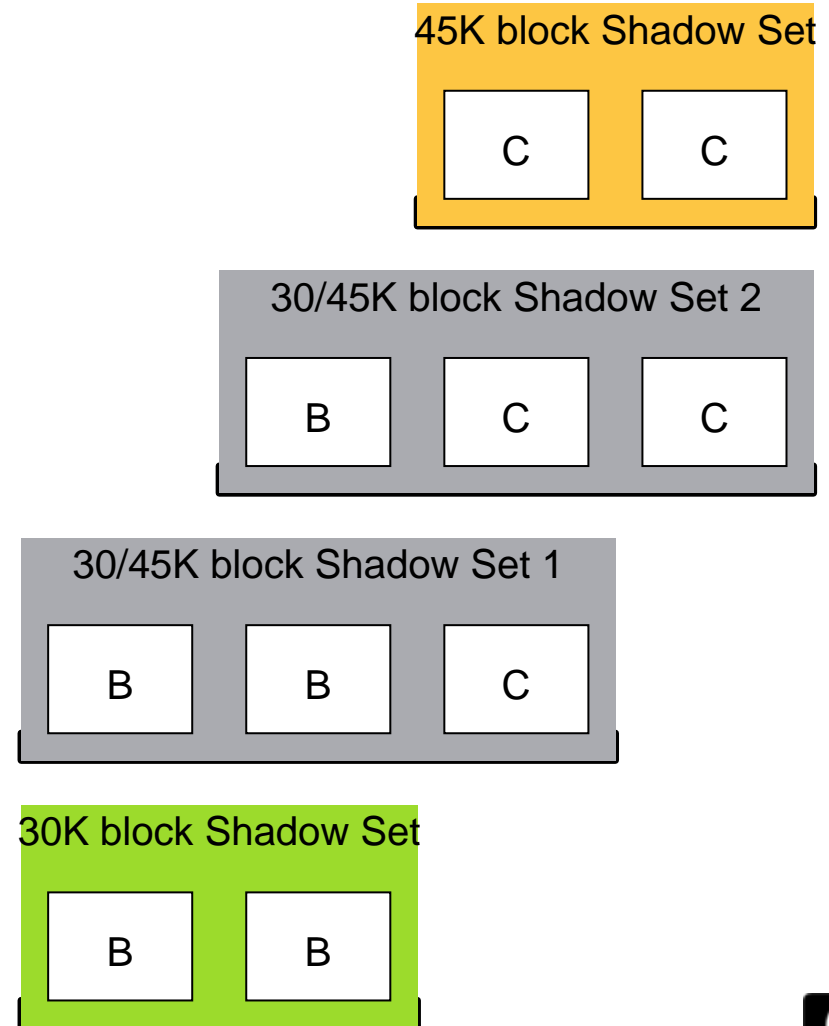 45K block Shadow Set
C C
30/45K block Shadow Set 2
B C C
30/45K block Shadow Set 1
B B C
30K block Shadow Set
B B